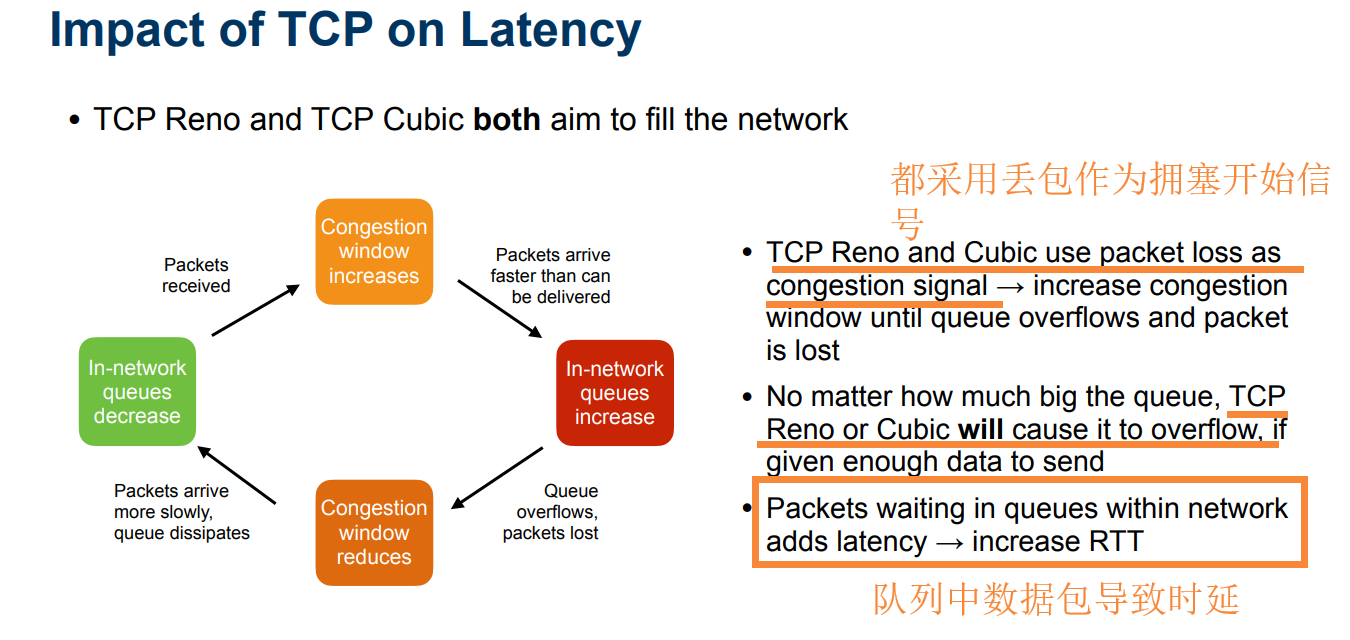 Impact of TCP on Latency
• TCP Reno and TCP Cubic both aim to fill the network
Congestion
window
increases
Packets
received
Packets arrive
faster than can
be delivered
In-network
queues
decrease
In-network
queues
increase
Packets arrive
more slowly,
queue dissipates
Congestion
window
reduces
Queue
overflows,
packets lost
都采用丢包作为拥塞开始信
号
• TCP Reno and Cubic use packet loss as
congestion signal → increase congestion
window until queue overflows and packet
is lost
• No matter how much big the queue, TCP
Reno or Cubic will cause it to overflow, if
given enough data to send
• Packets waiting in queues within network
adds latency → increase RTT
队列中数据包导致时延